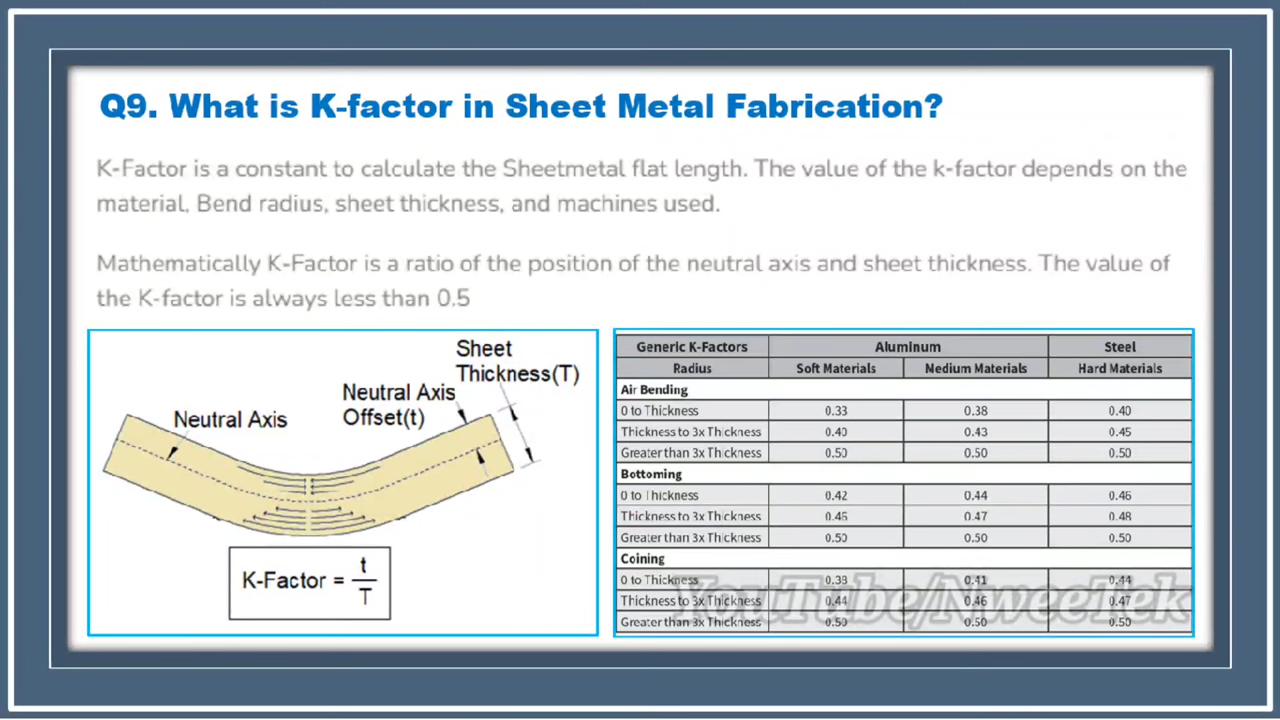 Q9. What is K-factor in Sheet Metal Fabrication?
K-Factor is a constant to calculate the Sheetmetal flat length. The value of the k-factor depends on the
material, Bend radius, sheet thickness, and machines used.
Mathematically K-Factor is a ratio of the position of the neutral axis and sheet thickness. The value of
the K-factor is always less than 0.5
Sheet
Thickness(T)
Neutral Axis
Offset(t)
Neutral Axis
K-Factor = t/T
Generic K-Factors Aluminum Steel
Radius Soft Materials Nedium Materials Hard Materials
Air Bending
0 to Thickness 0.33 0.38 0.40
Thickness to 3x Thickness 0.40 0.43 0.45
Greater than 3x Thickness 0.50 0.50 0.50
Bottoming
0 to Thickness 0.42 0.44 0.46
Thickness to 3x Thickness 0.46 0.47 0.48
Greater than 3x Thickness 0.50 0.50 0.50
Coining
0 to Thickness 0.38 0.41 0.44
Thickness to 3x Thickness 0.44 0.46 0.47
Greater than 3x Thickness 0.50 0.50 0.50
YouTube/NweeTek